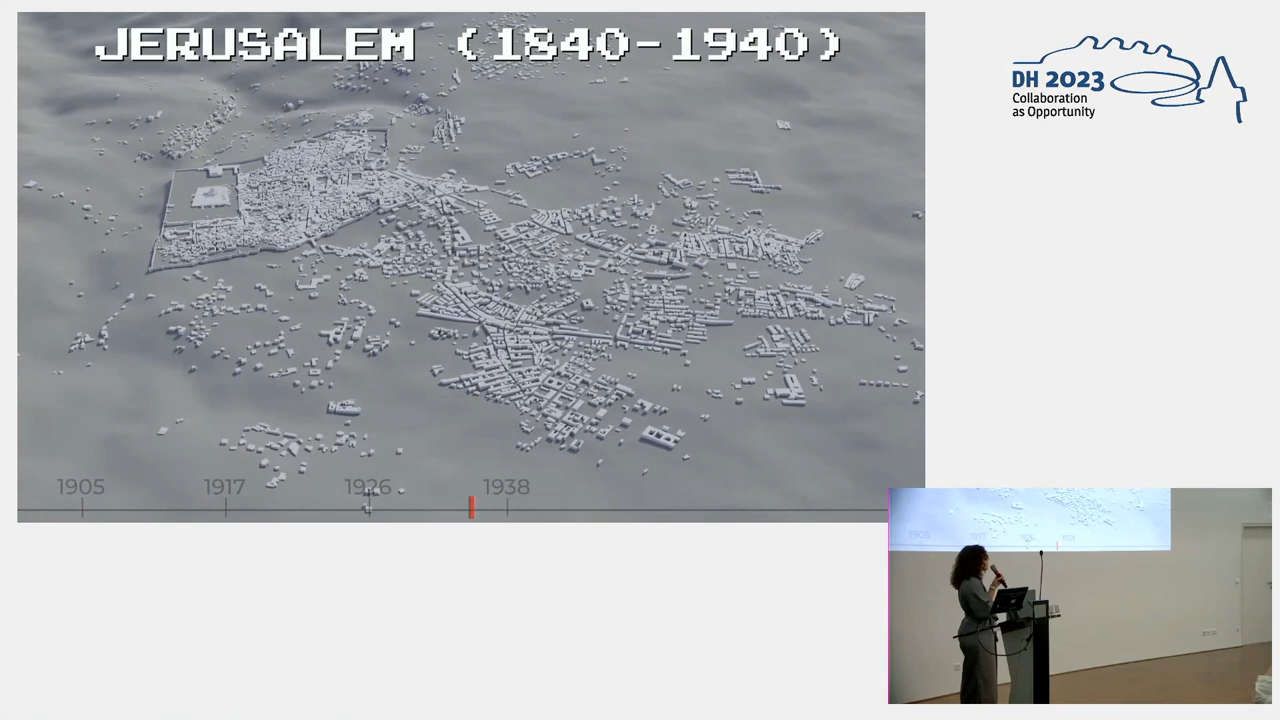 JERUSALEM (1840-1940)
DH 2023
Collaboration
as Opportunity
1905 1917 1926 1938